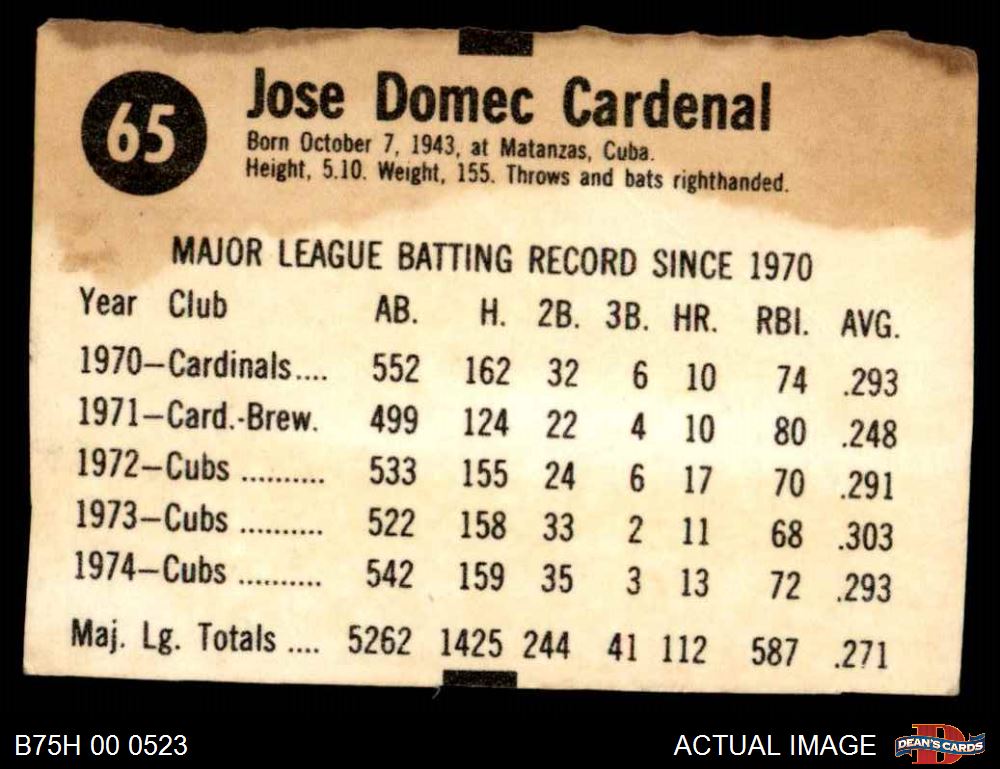 65
Jose Domec Cardenal
Born October 7, 1943, at Matanzas, Cuba.
Height, 5.10. Weight, 155. Throws and bats righthanded.
MAJOR LEAGUE BATTING RECORD SINCE 1970
Year Club AB. H. 2B. 3B. HR. RBI. AVG.
1970—Cardinals.... 552 162 32 6 10 74 .293
1971—Card.-Brew. 499 124 22 4 10 80 .248
1972—Cubs .......... 533 155 24 6 17 70 .291
1973—Cubs .......... 522 158 33 2 11 68 .303
1974—Cubs .......... 542 159 35 3 13 72 .293
Maj. Lg. Totals .... 5262 1425 244 41 112 587 .271
B75H 00 0523
ACTUAL IMAGE
D
DEAN'S CARDS